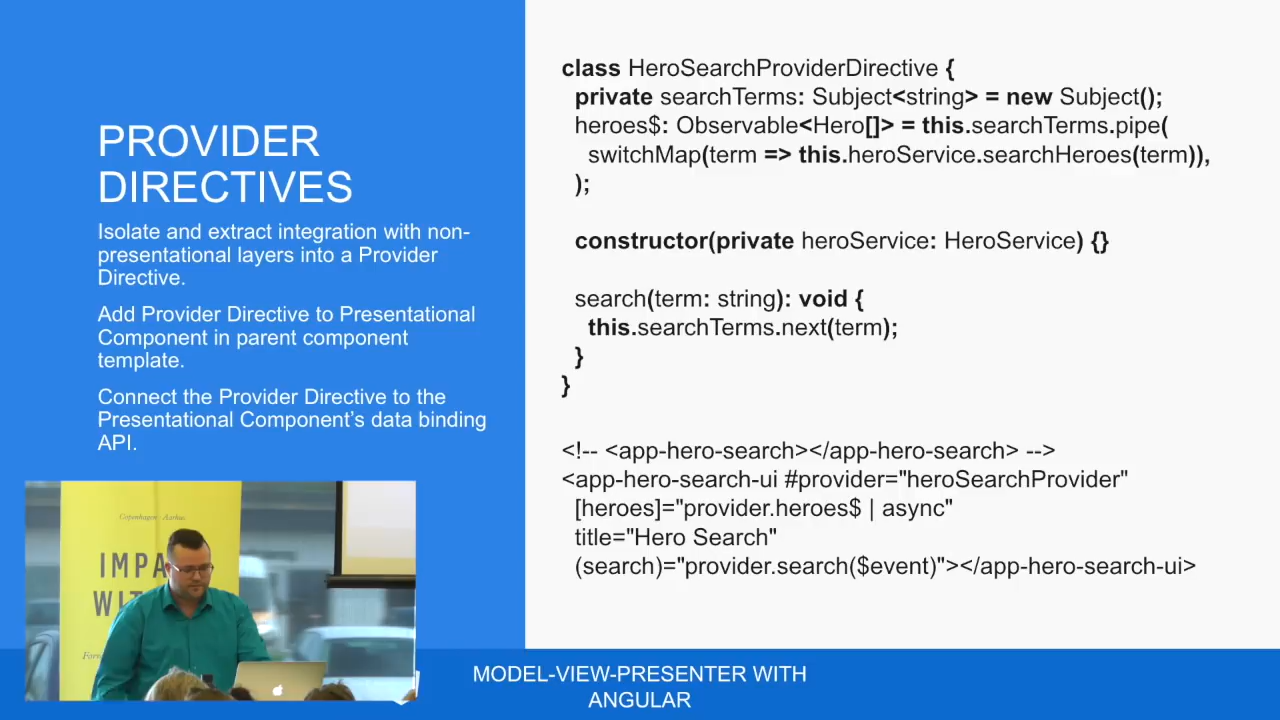 PROVIDER
DIRECTIVES
Isolate and extract integration with non-
presentational layers into a Provider
Directive.
Add Provider Directive to Presentational
Component in parent component
template.
Connect the Provider Directive to the
Presentational Component's data binding
API.
class HeroSearchProviderDirective {
private searchTerms: Subject<string> = new Subject();
heroes$: Observable<Hero[]> = this.searchTerms.pipe(
switchMap(term => this.heroService.searchHeroes(term)),
);
constructor(private heroService: HeroService) {}
search(term: string): void {
this.searchTerms.next(term);
}
}
<!-- <app-hero-search></app-hero-search> -->
<app-hero-search-ui #provider="heroSearchProvider"
[heroes]="provider.heroes$ | async"
title="Hero Search"
(search)="provider.search($event)"></app-hero-search-ui>
Copenhagen - Aarhus
MODEL-VIEW-PRESENTER WITH
ANGULAR